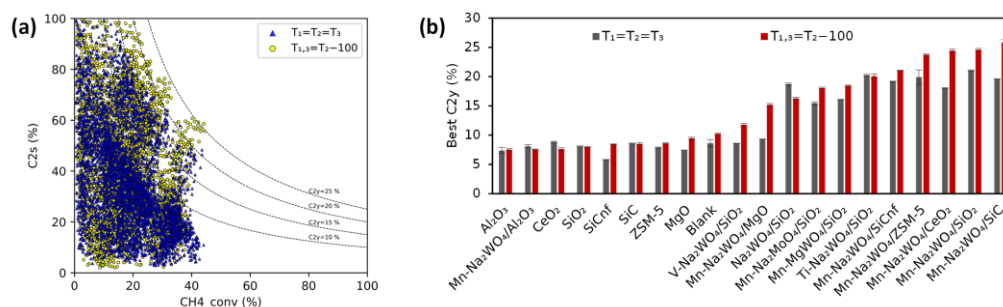 (a)
T₁=T₂=T₃
T₁,₃=T₂−100
C2s (%)
100
80
60
40
20
0
C2y=25 %
C2y=20 %
C2y=15 %
C2y=10 %
0 20 40 60 80 100
CH4_conv (%)
(b)
T₁=T₂=T₃
T₁,₃=T₂−100
Best C2y (%)
30
25
20
15
10
5
0
Al₂O₃
Mn-Na₂WO₄/Al₂O₃
CeO₂
SiO₂
SiCnf
SiC
ZSM-5
MgO
Blank
V-Na₂WO₄/SiO₂
Mn-Na₂WO₄/MgO
Na₂WO₄/SiO₂
Mn-Na₂MoO₄/SiO₂
Mn-MgWO₄/SiO₂
Ti-Na₂WO₄/SiO₂
Mn-Na₂WO₄/SiCnf
Mn-Na₂WO₄/ZSM-5
Mn-Na₂WO₄/CeO₂
Mn-Na₂WO₄/SiO₂
Mn-Na₂WO₄/SiC